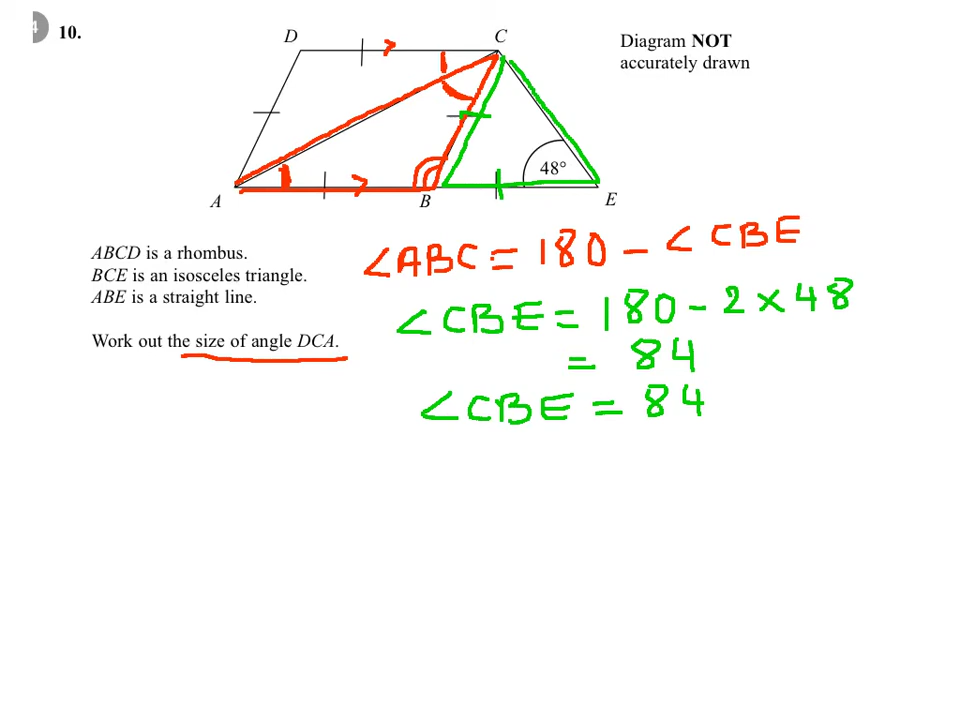 4 10.
D C
Diagram NOT
accurately drawn
48°
A B E
ABCD is a rhombus.
BCE is an isosceles triangle.
ABE is a straight line.
Work out the size of angle DCA.
∠ABC = 180 - ∠CBE
∠CBE = 180 - 2 × 48
= 84
∠CBE = 84